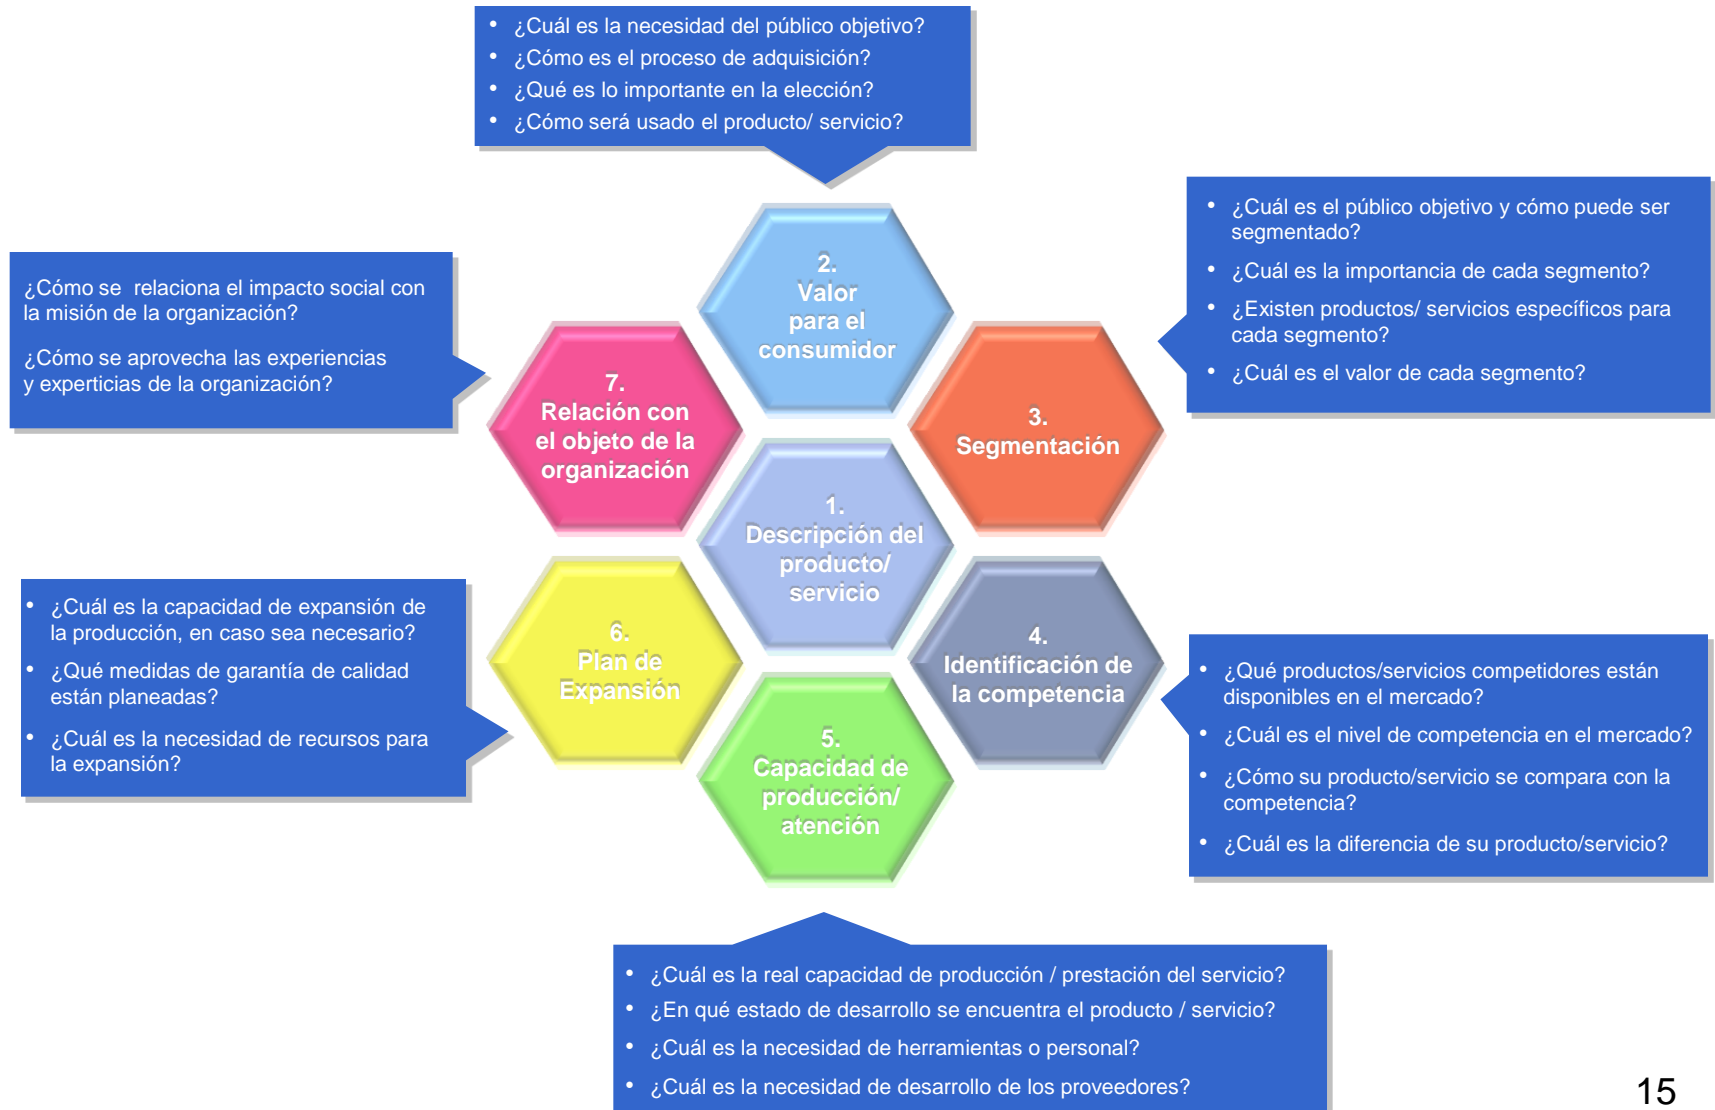 • ¿Cuál es la necesidad del público objetivo?
• ¿Cómo es el proceso de adquisición?
• ¿Qué es lo importante en la elección?
• ¿Cómo será usado el producto/ servicio?
• ¿Cuál es el público objetivo y cómo puede ser
segmentado?
• ¿Cuál es la importancia de cada segmento?
• ¿Existen productos/ servicios específicos para
cada segmento?
• ¿Cuál es el valor de cada segmento?
¿Cómo se relaciona el impacto social con
la misión de la organización?
¿Cómo se aprovecha las experiencias
y experticias de la organización?
2.
Valor
para el
consumidor
7.
Relación con
el objeto de la
organización
3.
Segmentación
1.
Descripción del
producto/
servicio
6.
Plan de
Expansión
4.
Identificación de
la competencia
5.
Capacidad de
producción/
atención
• ¿Cuál es la capacidad de expansión de
la producción, en caso sea necesario?
• ¿Qué medidas de garantía de calidad
están planeadas?
• ¿Cuál es la necesidad de recursos para
la expansión?
• ¿Qué productos/servicios competidores están
disponibles en el mercado?
• ¿Cuál es el nivel de competencia en el mercado?
• ¿Cómo su producto/servicio se compara con la
competencia?
• ¿Cuál es la diferencia de su producto/servicio?
• ¿Cuál es la real capacidad de producción / prestación del servicio?
• ¿En qué estado de desarrollo se encuentra el producto / servicio?
• ¿Cuál es la necesidad de herramientas o personal?
• ¿Cuál es la necesidad de desarrollo de los proveedores?
15